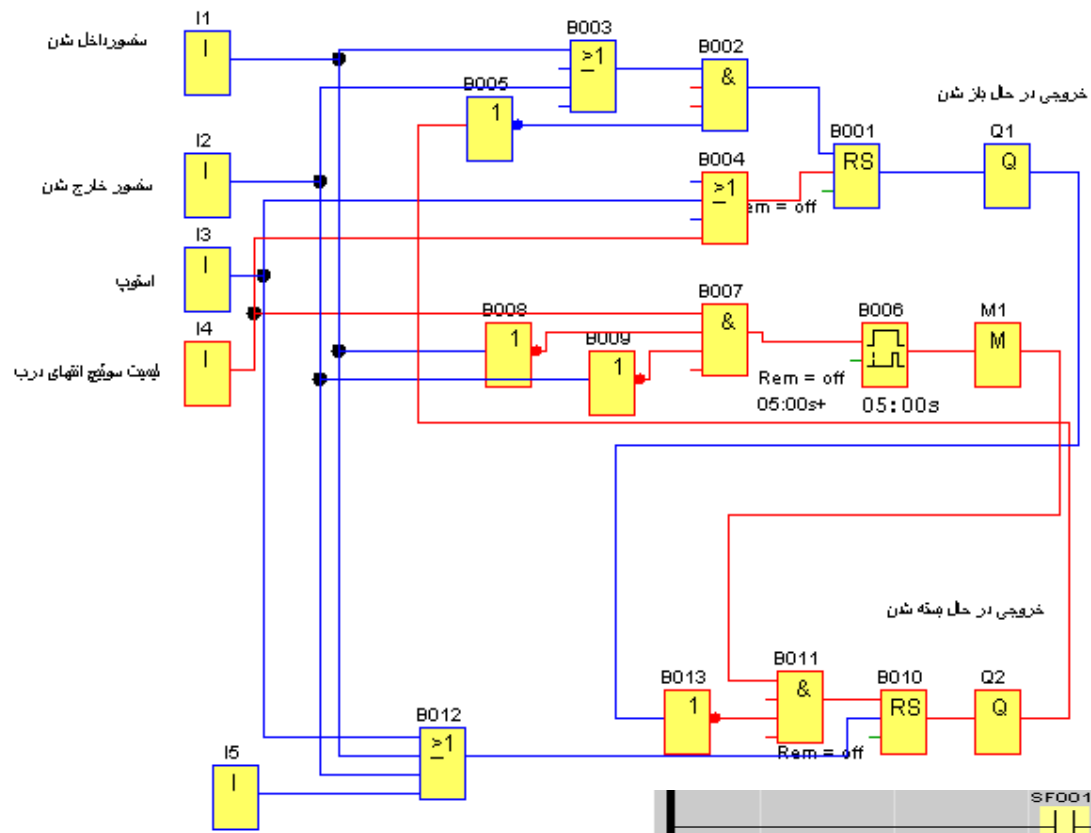 I1
سنسور داخل شدن
I
B003
≥1
B002
&
B005
1
خروجی در حال باز شدن
B001
RS
Q1
Q
I2
I
سنسور خارج شدن
B004
≥1
Rem = off
I3
I
استوپ
I4
I
لیمیت سوئیچ انتهای درب
B008
1
B009
1
B007
&
B006
Rem = off
05:00s+
05:00s
M1
M
خروجی در حال بسته شدن
B013
1
B011
&
Rem = off
B010
RS
Q2
Q
B012
≥1
I5
I
SF001